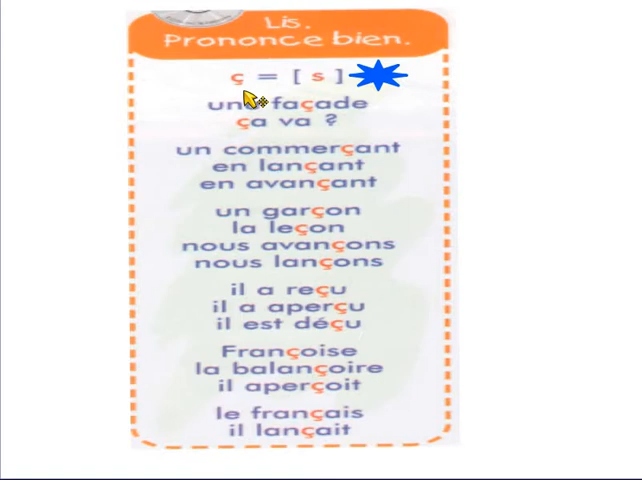 Lis.
Prononce bien.
ç = [ s ]
une façade
ça va ?
un commerçant
en lançant
en avançant
un garçon
la leçon
nous avançons
nous lançons
il a reçu
il a aperçu
il est déçu
Françoise
la balançoire
il aperçoit
le français
il lançait